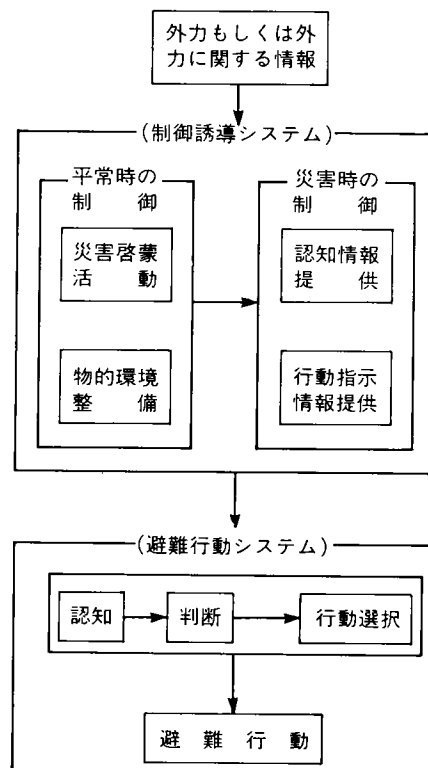 外力もしくは外
力に関する情報
(制御誘導システム)
平常時の
制御
災害啓蒙
活動
物的環境
整備
災害時の
制御
認知情報
提供
行動指示
情報提供
(避難行動システム)
認知
判断
行動選択
避難行動